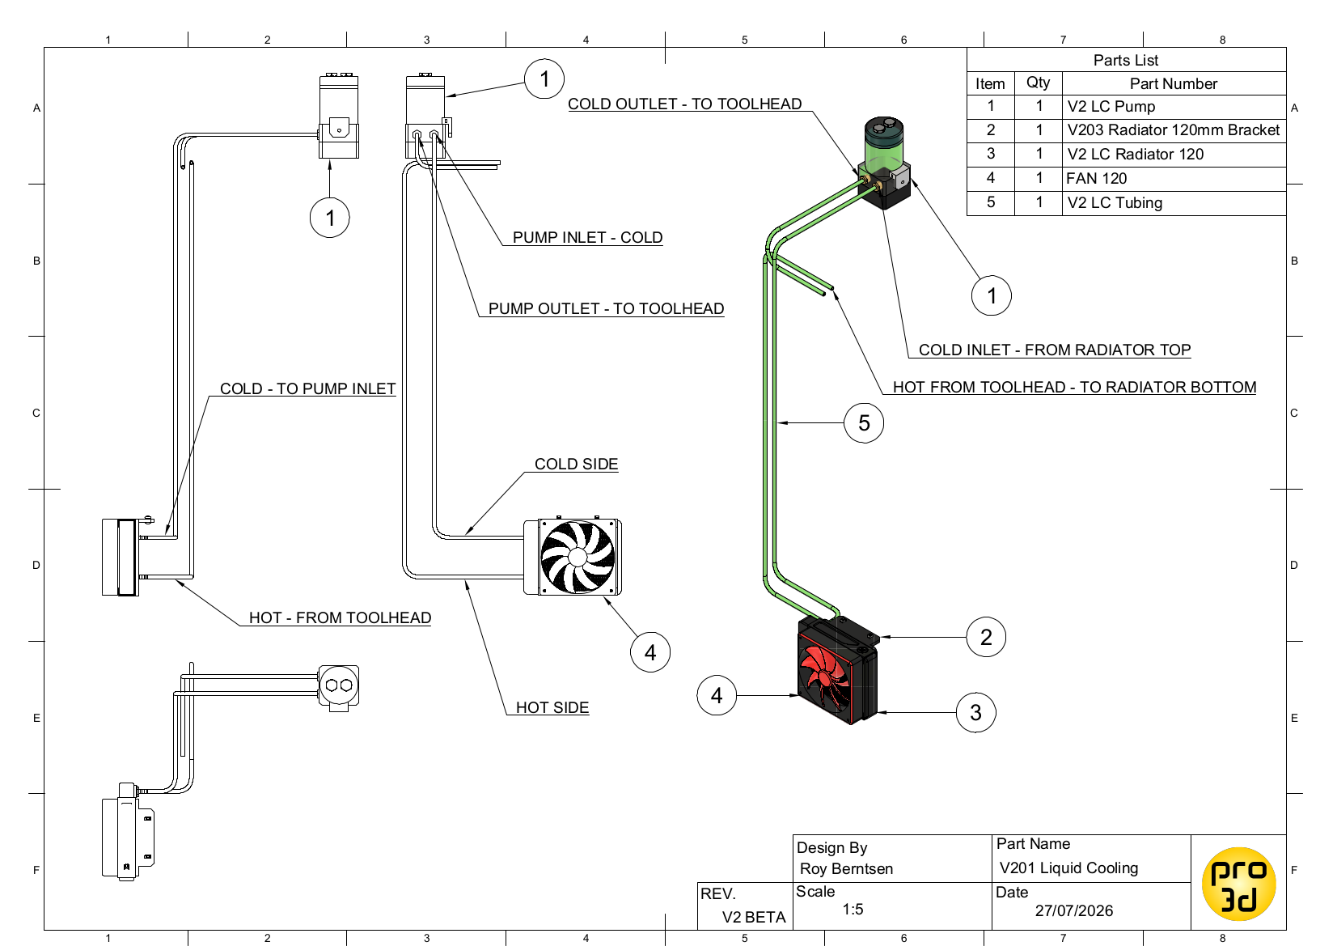 1 2 3 4 5 6 7 8
Parts List
Item Qty Part Number
1 1 V2 LC Pump
2 1 V203 Radiator 120mm Bracket
3 1 V2 LC Radiator 120
4 1 FAN 120
5 1 V2 LC Tubing
A A
B B
C C
D D
E E
F F
1
1
COLD OUTLET - TO TOOLHEAD
PUMP INLET - COLD
PUMP OUTLET - TO TOOLHEAD
1
COLD INLET - FROM RADIATOR TOP
HOT FROM TOOLHEAD - TO RADIATOR BOTTOM
COLD - TO PUMP INLET
5
COLD SIDE
HOT - FROM TOOLHEAD
4
2
4
3
HOT SIDE
Design By
Roy Berntsen
Part Name
V201 Liquid Cooling
REV.
V2 BETA
Scale
1:5
Date
27/07/2026
pro
3d
1 2 3 4 5 6 7 8